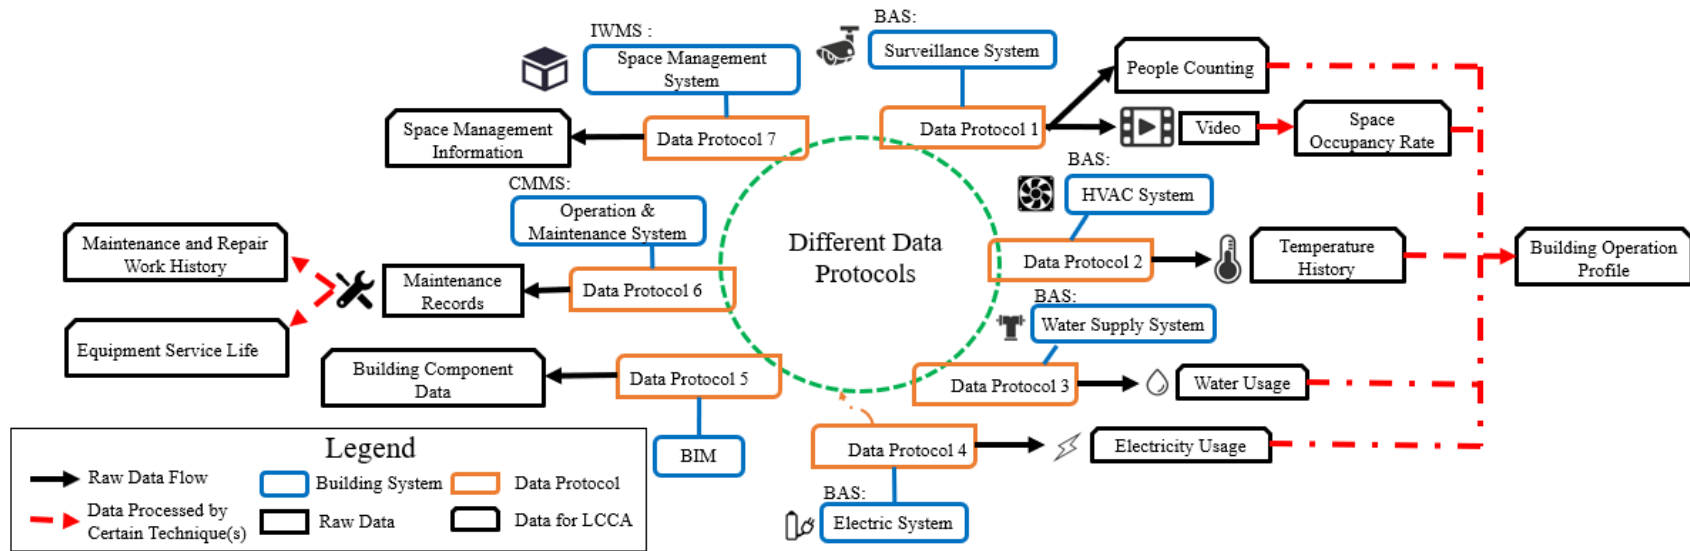 IWMS :
Space Management
System
BAS:
Surveillance System
People Counting
Data Protocol 1
Video
Space
Occupancy Rate
Space Management
Information
Data Protocol 7
BAS:
HVAC System
CMMS:
Operation &
Maintenance System
Different Data
Protocols
Data Protocol 2
Temperature
History
Building Operation
Profile
Maintenance and Repair
Work History
Maintenance
Records
Data Protocol 6
BAS:
Water Supply System
Equipment Service Life
Building Component
Data
Data Protocol 5
Data Protocol 3
Water Usage
BIM
Data Protocol 4
Electricity Usage
BAS:
Electric System
Legend
Raw Data Flow
Building System
Data Protocol
Data Processed by
Certain Technique(s)
Raw Data
Data for LCCA